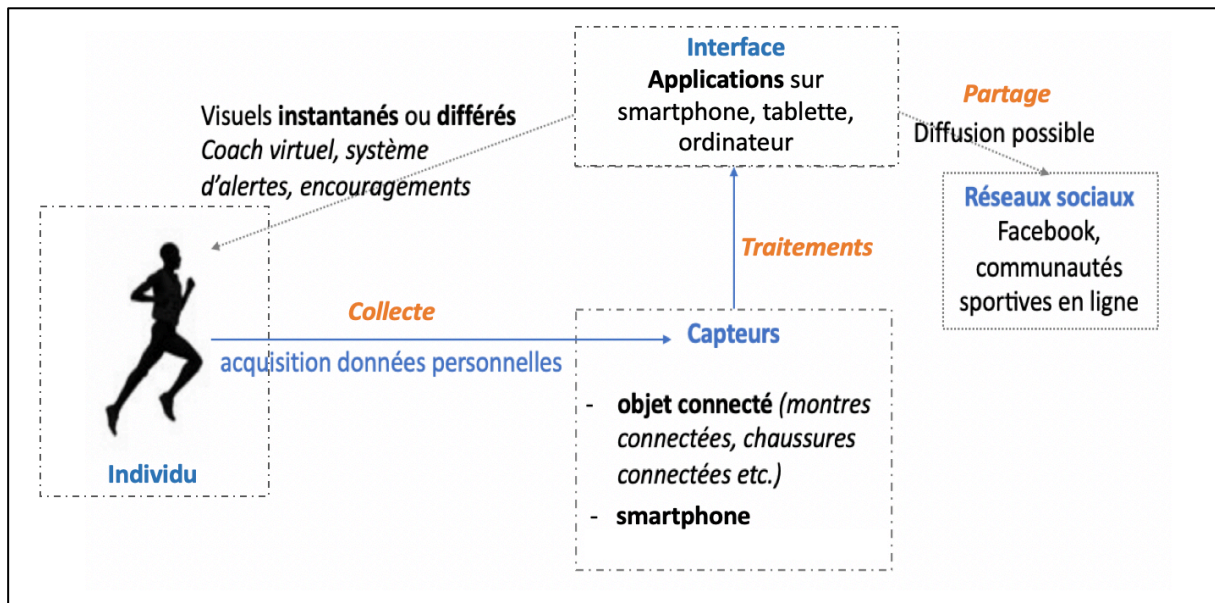 Interface
Applications sur
smartphone, tablette,
ordinateur
Visuels instantanés ou différés
Coach virtuel, système
d'alertes, encouragements
Partage
Diffusion possible
Réseaux sociaux
Facebook,
communautés
sportives en ligne
Traitements
Collecte
acquisition données personnelles
Individu
Capteurs
- objet connecté (montres
connectées, chaussures
connectées etc.)
- smartphone